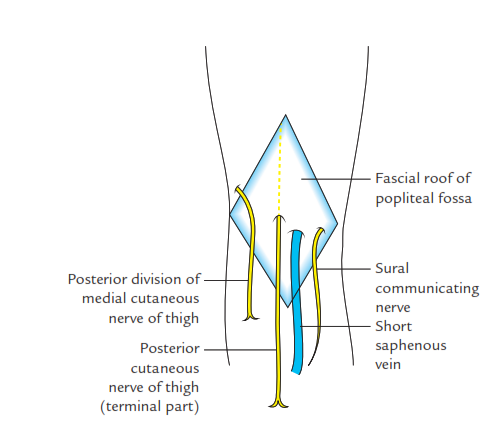 Fascial roof of
popliteal fossa
Posterior division of
medial cutaneous
nerve of thigh
Sural
communicating
nerve
Short
saphenous
vein
Posterior
cutaneous
nerve of thigh
(terminal part)